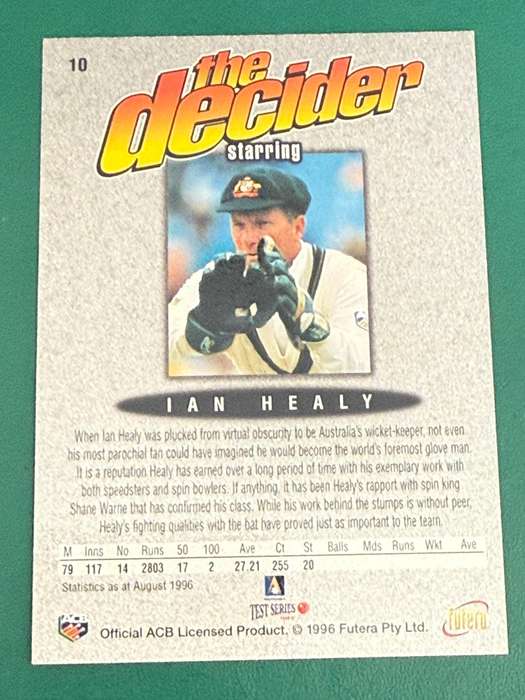 10
the
decider
starring
IAN HEALY
When Ian Healy was plucked from virtual obscurity to be Australia's wicket-keeper, not even
his most parochial fan could have imagined he would become the world's foremost glove man.
It is a reputation Healy has earned over a long period of time with his exemplary work with
both speedsters and spin bowlers. If anything, it has been Healy's rapport with spin king
Shane Warne that has confirmed his class. While his work behind the stumps is without peer,
Healy's fighting qualities with the bat have proved just as important to the team.
M Inns No Runs 50 100 Ave Ct St Balls Mds Runs Wkt Ave
79 117 14 2803 17 2 27.21 255 20
Statistics as at August 1996
TEST SERIES
ACB Official ACB Licensed Product. © 1996 Futera Pty Ltd. futera